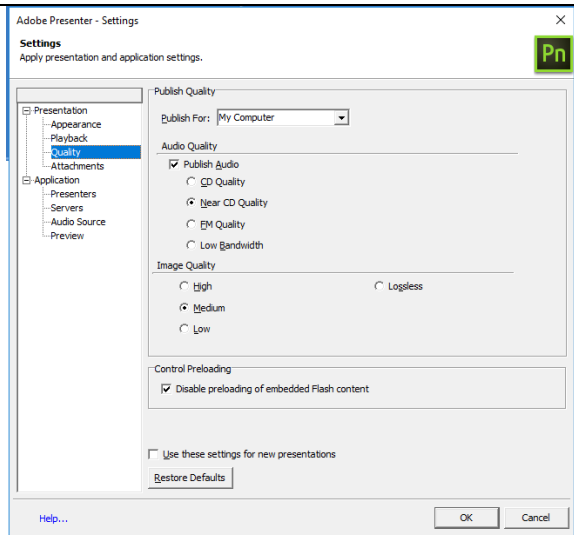 Adobe Presenter - Settings
Settings
Apply presentation and application settings.
Pn
Presentation
Appearance
Playback
Quality
Attachments
Application
Presenters
Servers
Audio Source
Preview
Publish Quality
Publish For: My Computer
Audio Quality
Publish Audio
CD Quality
Near CD Quality
FM Quality
Low Bandwidth
Image Quality
High
Lossless
Medium
Low
Control Preloading
Disable preloading of embedded Flash content
Use these settings for new presentations
Restore Defaults
Help...
OK
Cancel